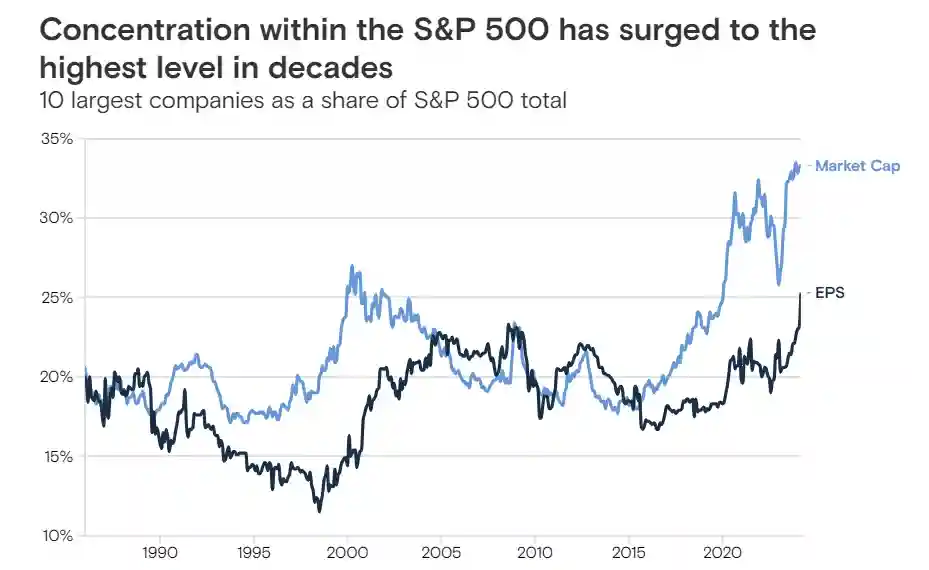 Concentration within the S&P 500 has surged to the
highest level in decades
10 largest companies as a share of S&P 500 total
35%
Market Cap
30%
25%
EPS
20%
15%
10%
1990 1995 2000 2005 2010 2015 2020